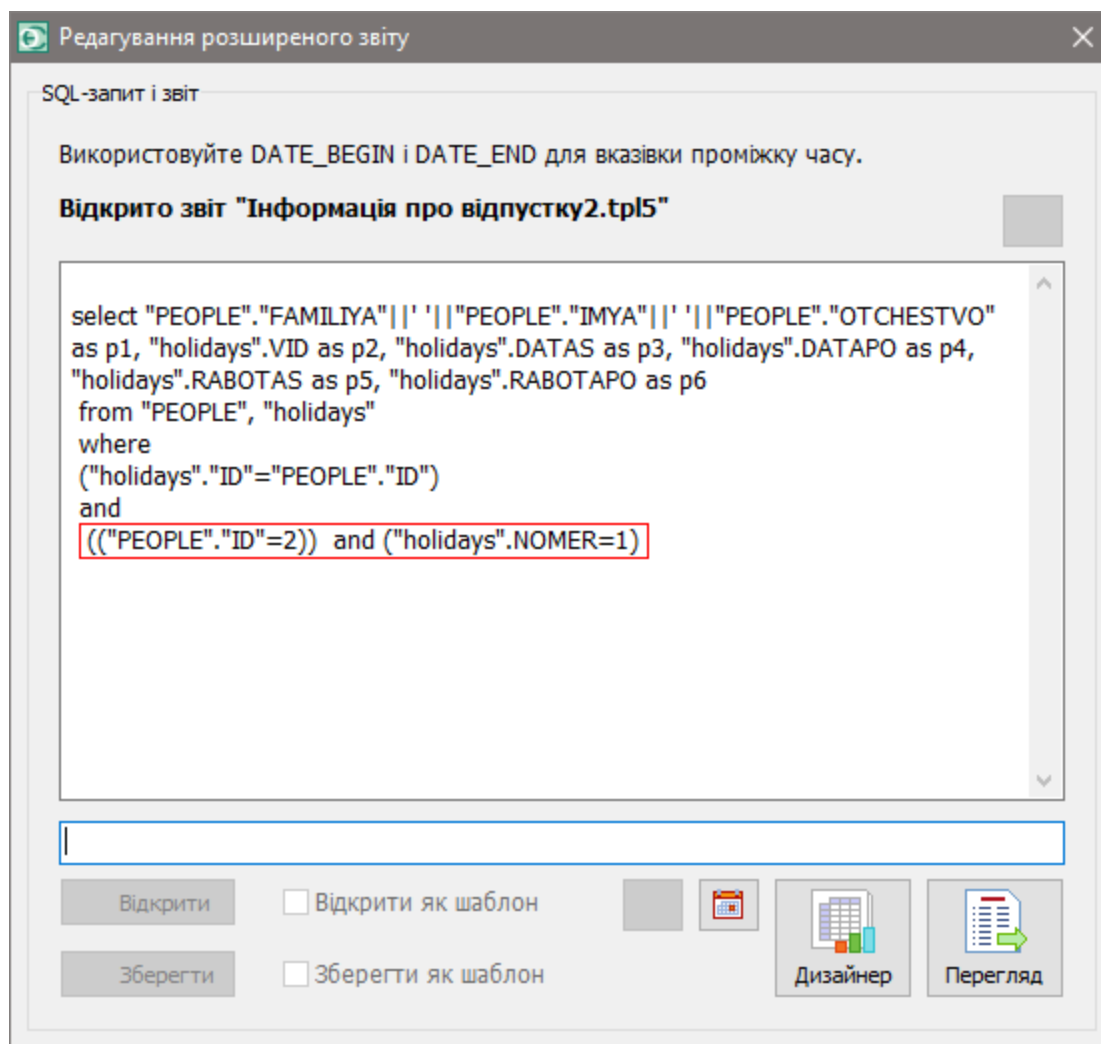 Редагування розширеного звіту
SQL-запит і звіт
Використовуйте DATE_BEGIN і DATE_END для вказівки проміжку часу.
Відкрито звіт "Інформація про відпустку2.tpl5"
select "PEOPLE"."FAMILIYA"||' '||"PEOPLE"."IMYA"||' '||"PEOPLE"."OTCHESTVO"
as p1, "holidays".VID as p2, "holidays".DATAS as p3, "holidays".DATAPO as p4,
"holidays".RABOTAS as p5, "holidays".RABOTAPO as p6
from "PEOPLE", "holidays"
where
("holidays"."ID"="PEOPLE"."ID")
and
(("PEOPLE"."ID"=2))  and ("holidays".NOMER=1)
Відкрити
Відкрити як шаблон
Зберегти
Зберегти як шаблон
Дизайнер
Перегляд